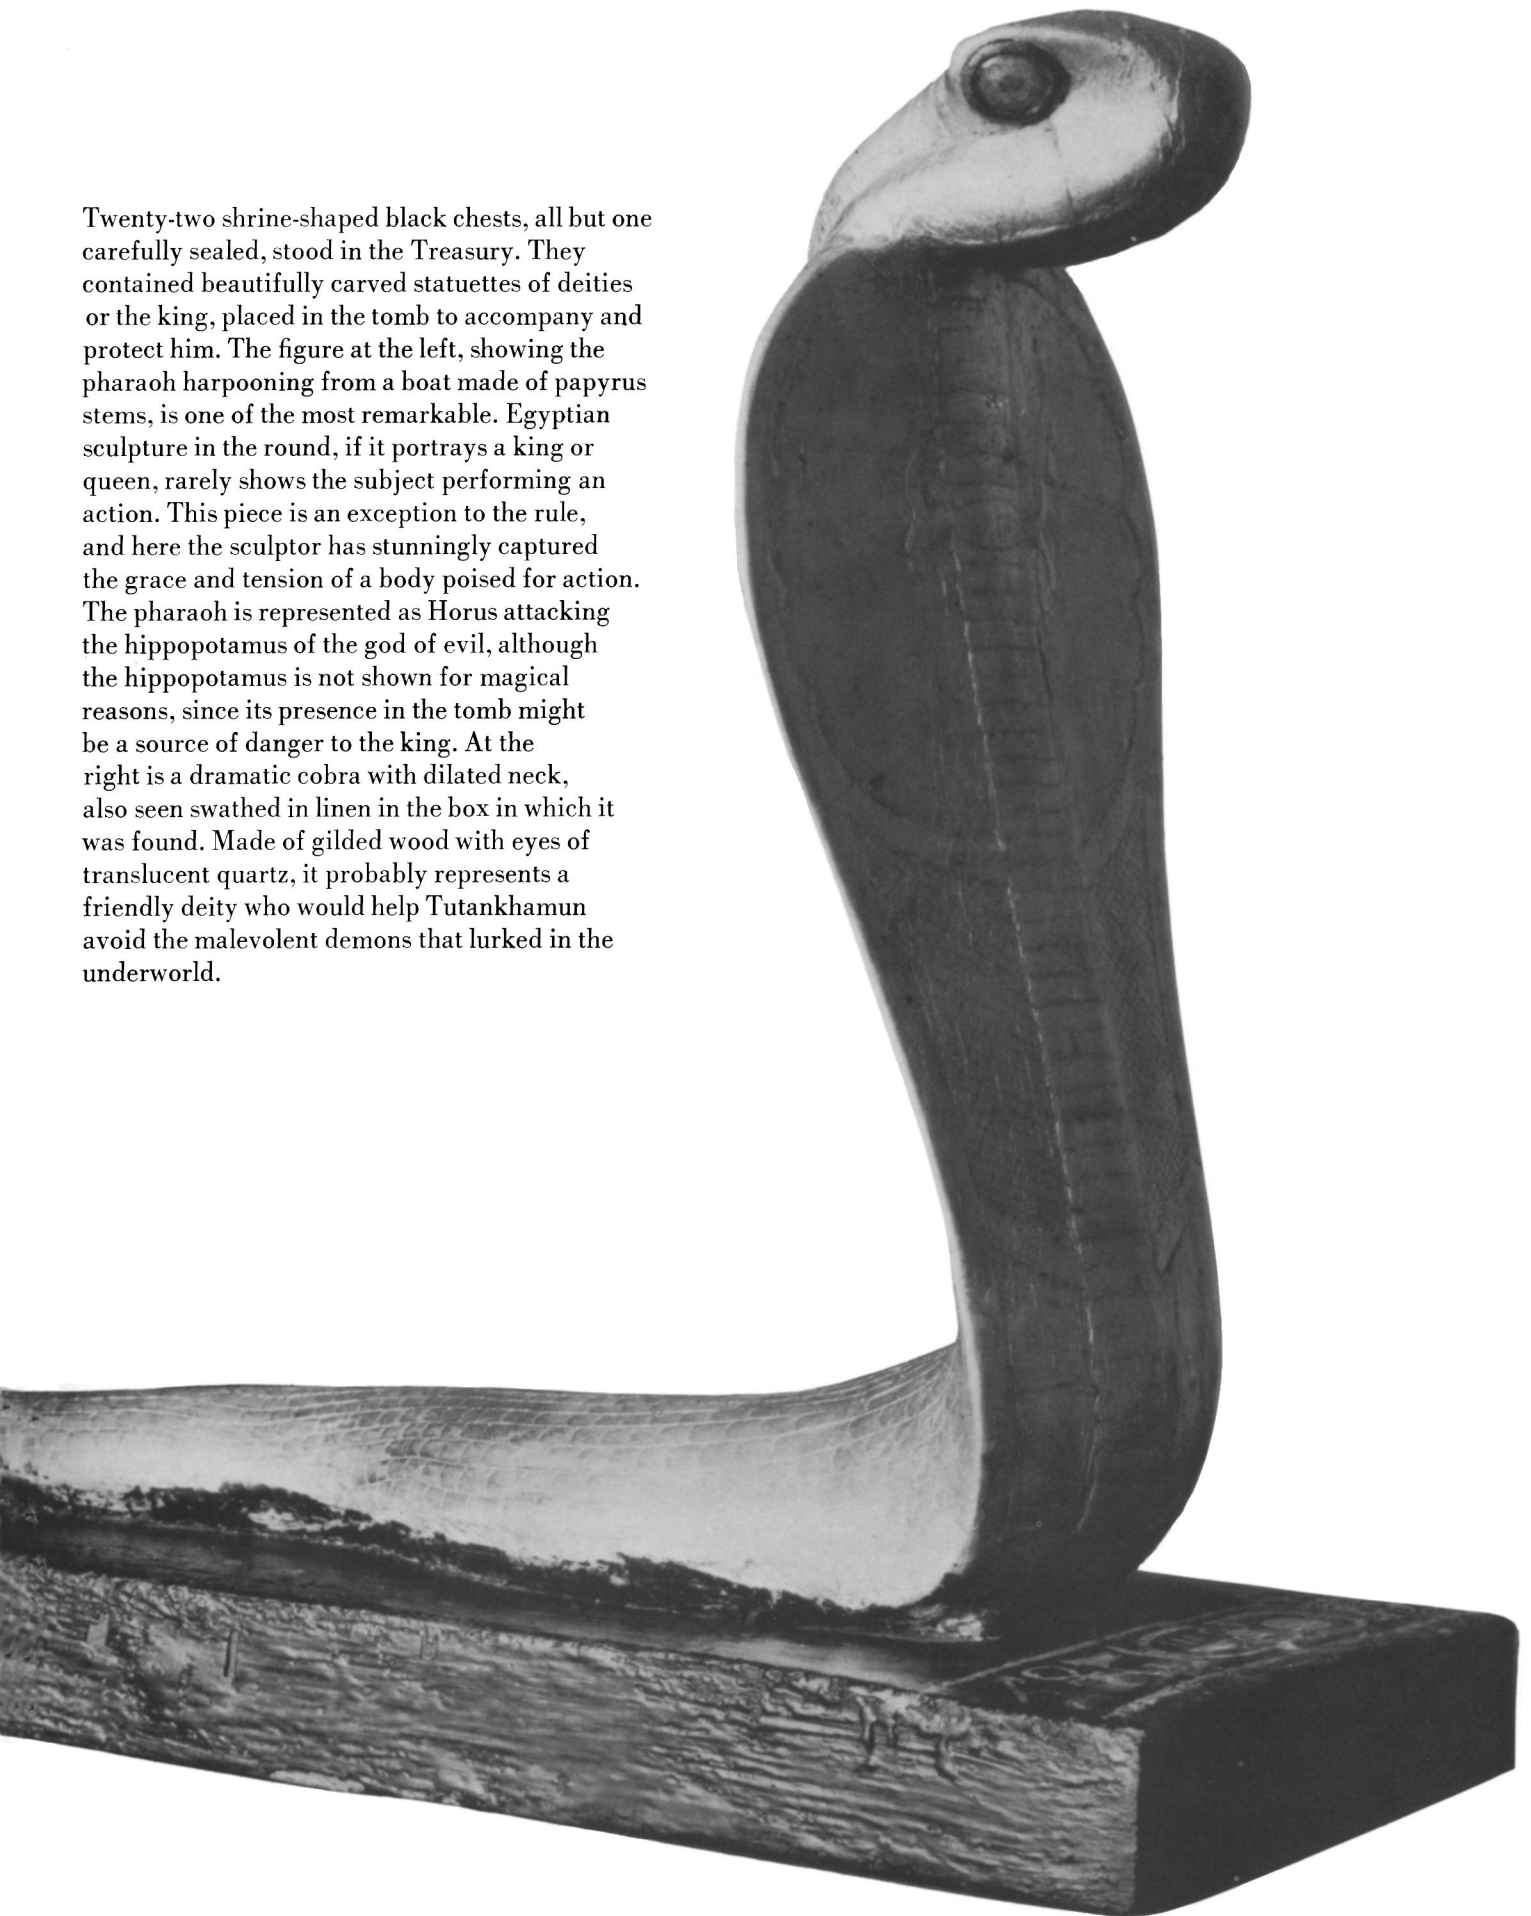 Twenty-two shrine-shaped black chests, all but one
carefully sealed, stood in the Treasury. They
contained beautifully carved statuettes of deities
or the king, placed in the tomb to accompany and
protect him. The figure at the left, showing the
pharaoh harpooning from a boat made of papyrus
stems, is one of the most remarkable. Egyptian
sculpture in the round, if it portrays a king or
queen, rarely shows the subject performing an
action. This piece is an exception to the rule,
and here the sculptor has stunningly captured
the grace and tension of a body poised for action.
The pharaoh is represented as Horus attacking
the hippopotamus of the god of evil, although
the hippopotamus is not shown for magical
reasons, since its presence in the tomb might
be a source of danger to the king. At the
right is a dramatic cobra with dilated neck,
also seen swathed in linen in the box in which it
was found. Made of gilded wood with eyes of
translucent quartz, it probably represents a
friendly deity who would help Tutankhamun
avoid the malevolent demons that lurked in the
underworld.